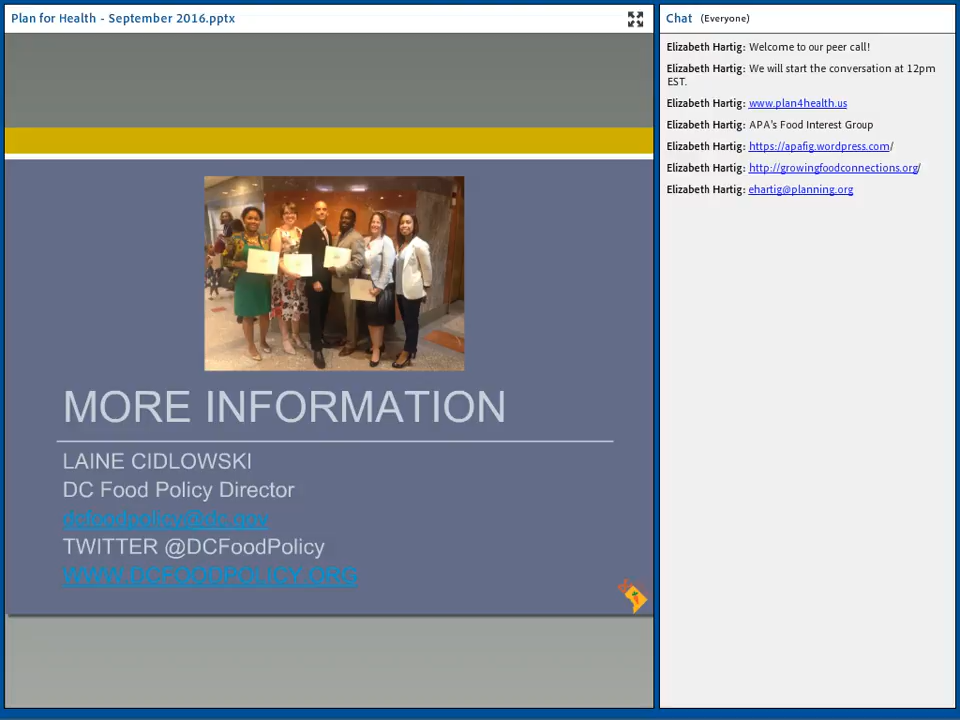 Plan for Health - September 2016.pptx
MORE INFORMATION
LAINE CIDLOWSKI
DC Food Policy Director
dcfoodpolicy@dc.gov
TWITTER @DCFoodPolicy
WWW.DCFOODPOLICY.ORG
Chat (Everyone)
Elizabeth Hartig: Welcome to our peer call!
Elizabeth Hartig: We will start the conversation at 12pm
EST.
Elizabeth Hartig: www.plan4health.us
Elizabeth Hartig: APA's Food Interest Group
Elizabeth Hartig: https://apafig.wordpress.com/
Elizabeth Hartig: http://growingfoodconnections.org/
Elizabeth Hartig: ehartig@planning.org